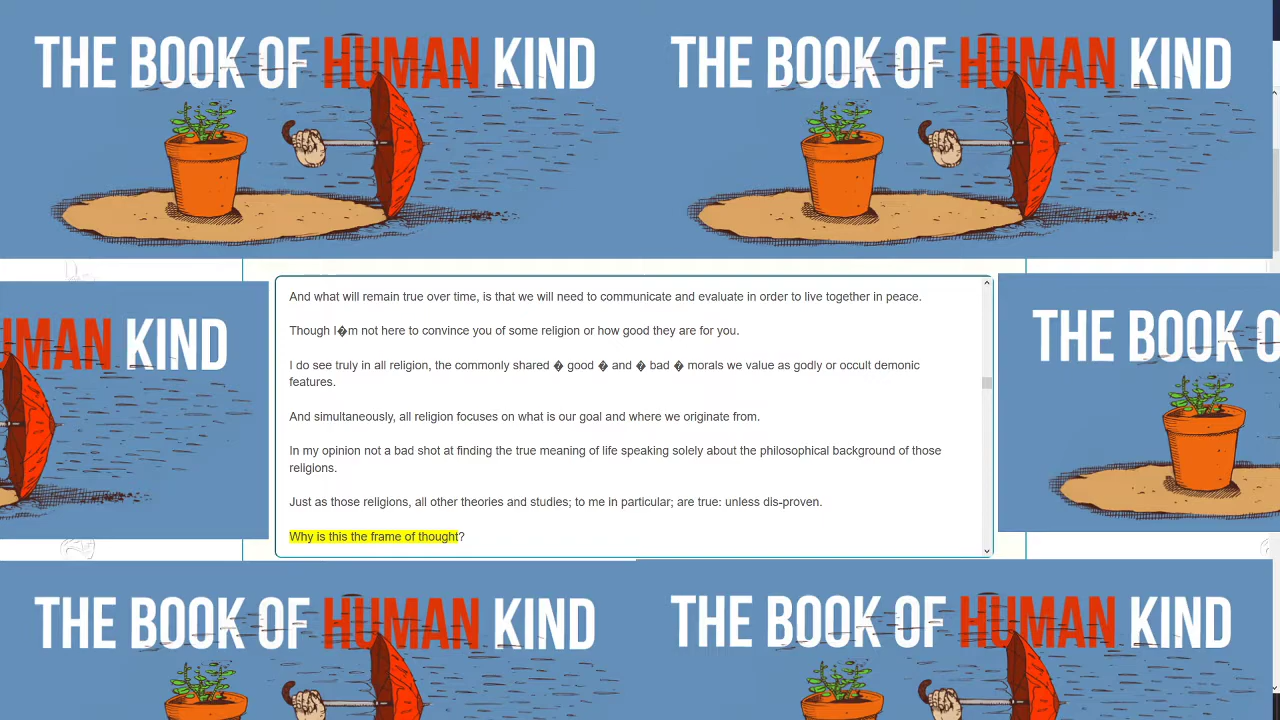 THE BOOK OF HUMAN KIND
THE BOOK OF HUMAN KIND
And what will remain true over time, is that we will need to communicate and evaluate in order to live together in peace.
Though I�m not here to convince you of some religion or how good they are for you.
I do see truly in all religion, the commonly shared � good � and � bad � morals we value as godly or occult demonic
features.
And simultaneously, all religion focuses on what is our goal and where we originate from.
In my opinion not a bad shot at finding the true meaning of life speaking solely about the philosophical background of those
religions.
Just as those religions, all other theories and studies; to me in particular; are true: unless dis-proven.
Why is this the frame of thought?
MAN KIND
THE BOOK O
THE BOOK OF HUMAN KIND
THE BOOK OF HUMAN KIND